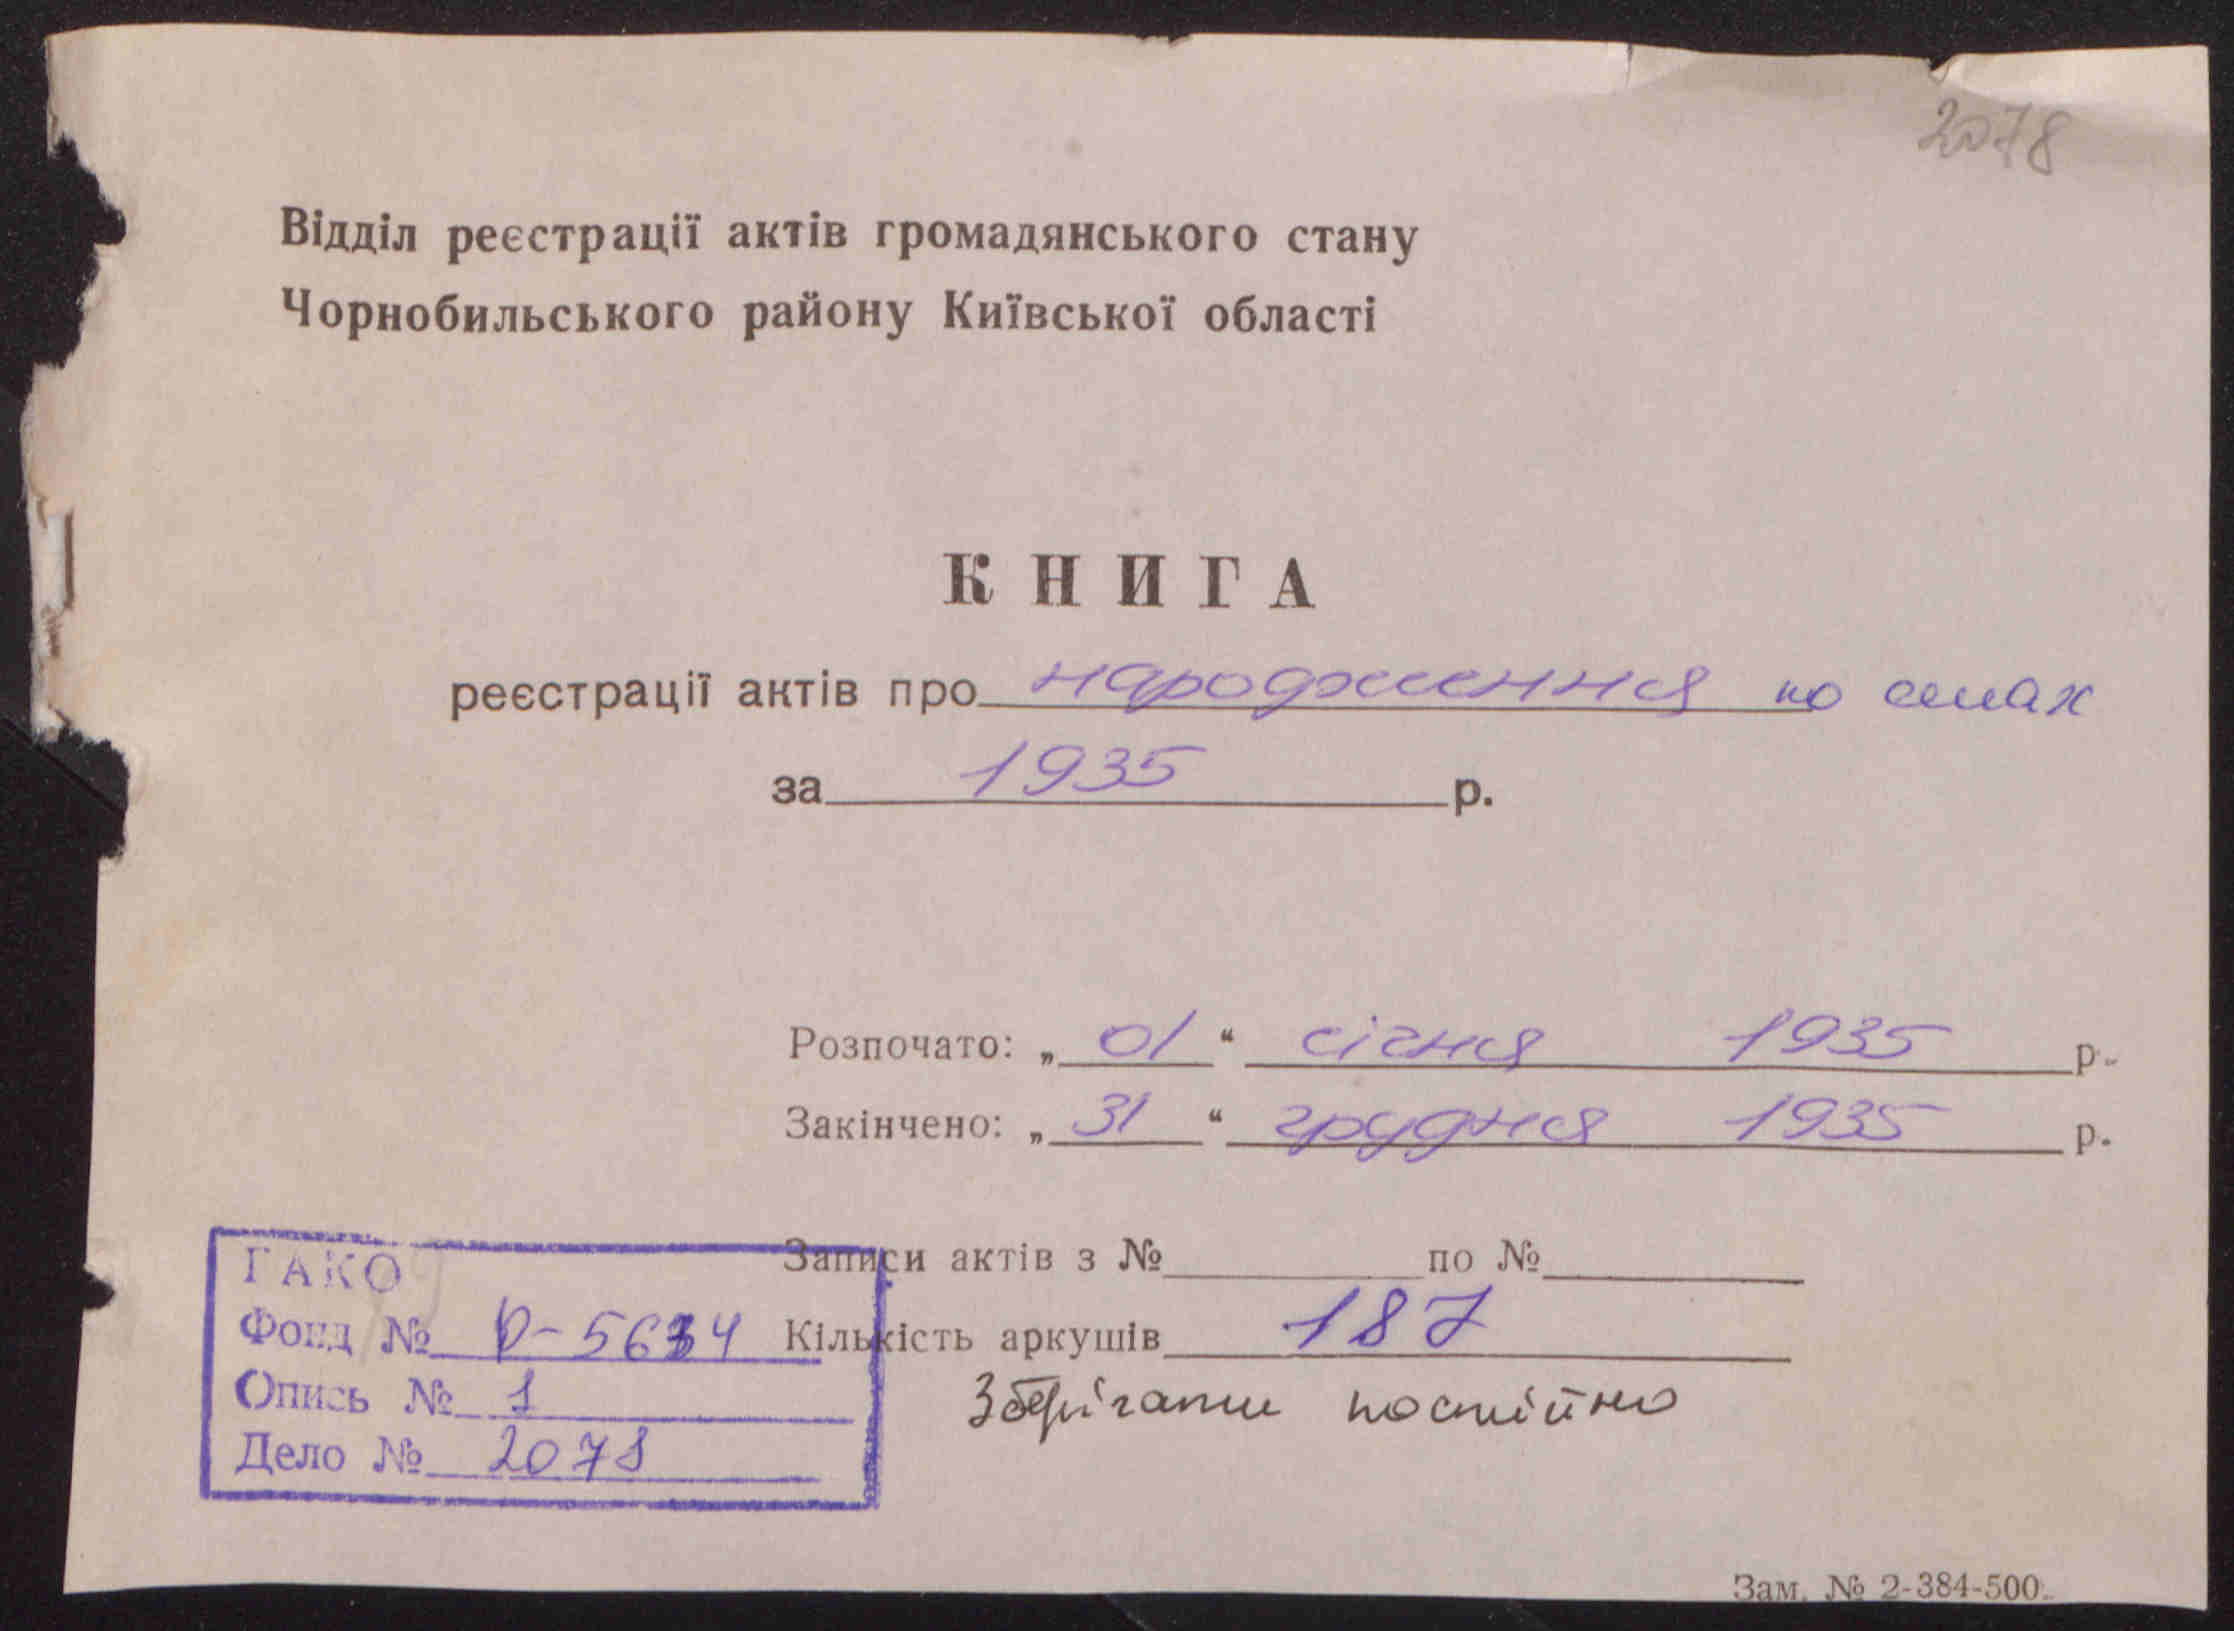 2078
Відділ реєстрації актів громадянського стану
Чорнобильського району Київської області
КНИГА
реєстрації актів про народження по селах
за 1935 р.
Розпочато: „ 01 “ січня 1935 р.
Закінчено: „ 31 “ грудня 1935 р.
Записи актів з № по №
Кількість аркушів 187
Зберігати постійно
ГАКО
Фонд № Р-5634
Опись № 1
Дело № 2078
Зам. № 2-384-500.